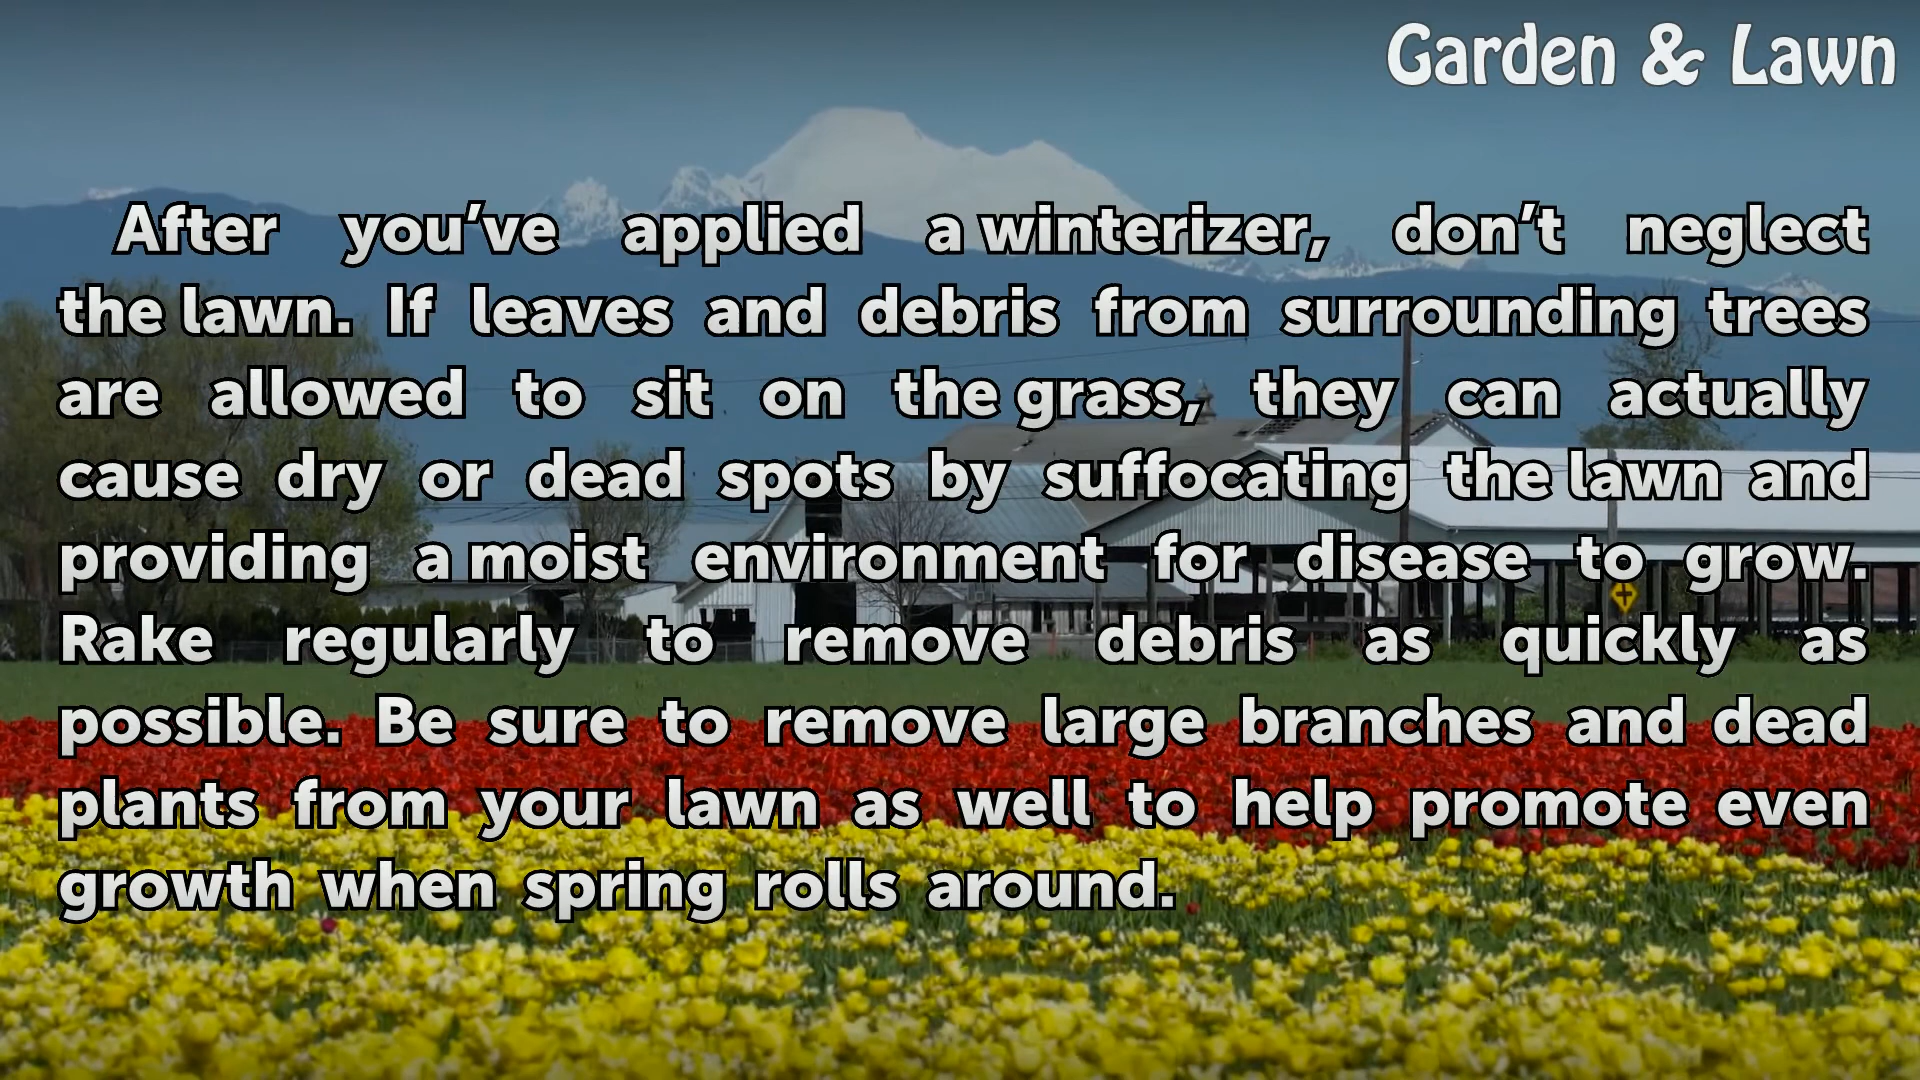 Garden & Lawn
After you’ve applied a winterizer, don’t neglect
the lawn. If leaves and debris from surrounding trees
are allowed to sit on the grass, they can actually
cause dry or dead spots by suffocating the lawn and
providing a moist environment for disease to grow.
Rake regularly to remove debris as quickly as
possible. Be sure to remove large branches and dead
plants from your lawn as well to help promote even
growth when spring rolls around.